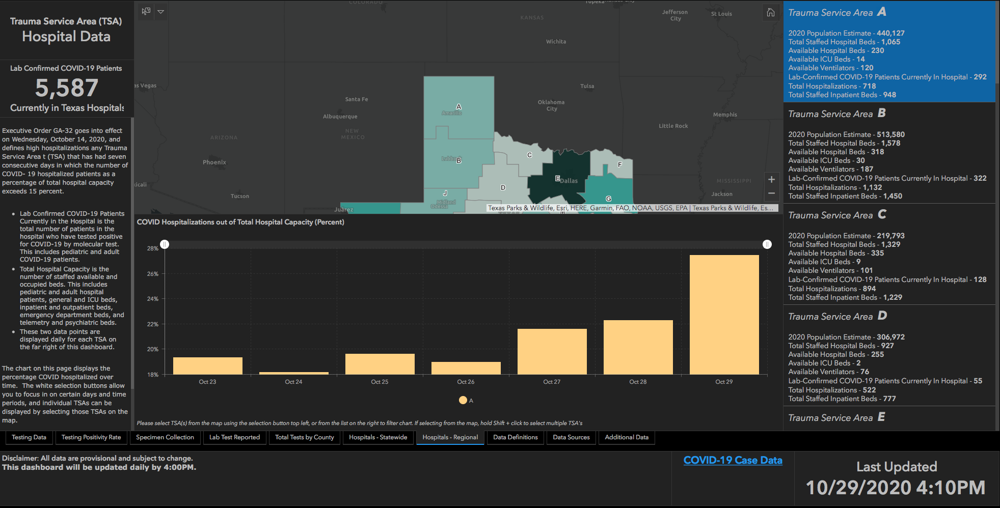 Trauma Service Area (TSA)
Hospital Data
Lab Confirmed COVID-19 Patients
5,587
Currently in Texas Hospitals
Executive Order GA-32 goes into effect
on Wednesday, October 14, 2020, and
defines high hospitalizations any Trauma
Service Area t (TSA) that has had seven
consecutive days in which the number of
COVID- 19 hospitalized patients as a
percentage of total hospital capacity
exceeds 15 percent.
• Lab Confirmed COVID-19 Patients
Currently in the Hospital is the
total number of patients in the
hospital who have tested positive
for COVID-19 by molecular test.
This includes pediatric and adult
COVID-19 patients.
• Total Hospital Capacity is the
number of staffed available and
occupied beds. This includes
pediatric and adult hospital
patients, general and ICU beds,
inpatient and outpatient beds,
emergency department beds, and
telemetry and psychiatric beds.
• These two data points are
displayed daily for each TSA on
the far right of this dashboard.
The chart on this page displays the
percentage COVID hospitalized over
time. The white selection buttons allow
you to focus in on certain days and time
periods, and individual TSAs can be
displayed by selecting those TSAs on the
map.
COLORADO
Topeka
Kansas City
KANSAS
Jefferson
City
St Louis
Wichita
as Vegas
Santa Fe
Tulsa
Albuquerque
Oklahoma
City
Memphis
Little Rock
ARIZONA
NEW
MEXICO
Phoenix
MISSISSIPPI
xicali
Tucson
Jackson
Juárez
A
Amarillo
B
Lubbock
C
D
E
Dallas
F
G
J
Midland
Odessa
M
+
−
Texas Parks & Wildlife, Esri, HERE, Garmin, FAO, NOAA, USGS, EPA | Texas Parks & Wildlife, Es...
COVID Hospitalizations out of Total Hospital Capacity (Percent)
28%
26%
24%
22%
20%
18%
Oct 23 Oct 24 Oct 25 Oct 26 Oct 27 Oct 28 Oct 29
A
Please select TSA(s) from the map using the selection button top left, or from the list on the right to filter chart. If selecting from the map, hold Shift + click to select multiple TSA's
Trauma Service Area A
2020 Population Estimate - 440,127
Total Staffed Hospital Beds - 1,065
Available Hospital Beds - 230
Available ICU Beds - 14
Available Ventilators - 120
Lab-Confirmed COVID-19 Patients Currently In Hospital - 292
Total Hospitalizations - 718
Total Staffed Inpatient Beds - 948
Trauma Service Area B
2020 Population Estimate - 513,580
Total Staffed Hospital Beds - 1,578
Available Hospital Beds - 318
Available ICU Beds - 30
Available Ventilators - 187
Lab-Confirmed COVID-19 Patients Currently In Hospital - 322
Total Hospitalizations - 1,132
Total Staffed Inpatient Beds - 1,450
Trauma Service Area C
2020 Population Estimate - 219,793
Total Staffed Hospital Beds - 1,329
Available Hospital Beds - 335
Available ICU Beds - 9
Available Ventilators - 101
Lab-Confirmed COVID-19 Patients Currently In Hospital - 128
Total Hospitalizations - 894
Total Staffed Inpatient Beds - 1,229
Trauma Service Area D
2020 Population Estimate - 306,972
Total Staffed Hospital Beds - 927
Available Hospital Beds - 255
Available ICU Beds - 2
Available Ventilators - 76
Lab-Confirmed COVID-19 Patients Currently In Hospital - 55
Total Hospitalizations - 522
Total Staffed Inpatient Beds - 777
Trauma Service Area E
Testing Data Testing Positivity Rate Specimen Collection Lab Test Reported Total Tests by County Hospitals - Statewide Hospitals - Regional Data Definitions Data Sources Additional Data
Disclaimer: All data are provisional and subject to change.
This dashboard will be updated daily by 4:00PM.
COVID-19 Case Data
Last Updated
10/29/2020 4:10PM